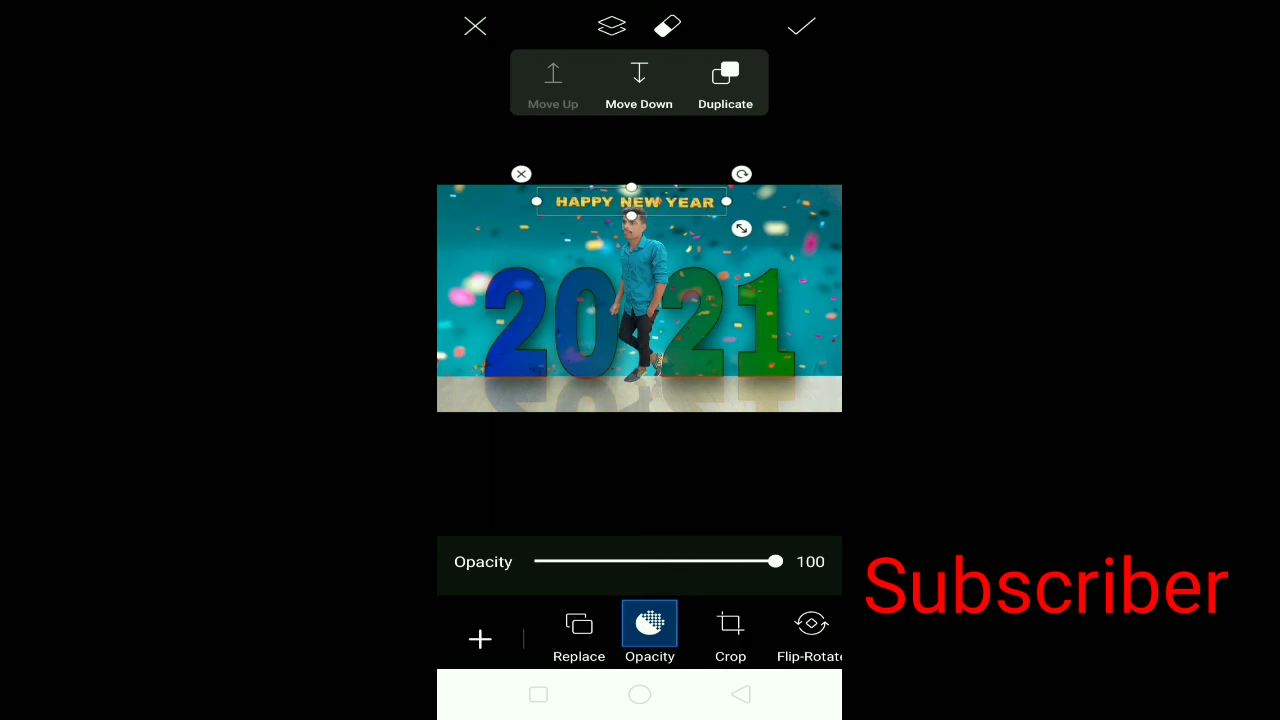 Move Up Move Down Duplicate
HAPPY NEW YEAR
2021
Opacity 100
Subscriber
Replace Opacity Crop Flip-Rotate